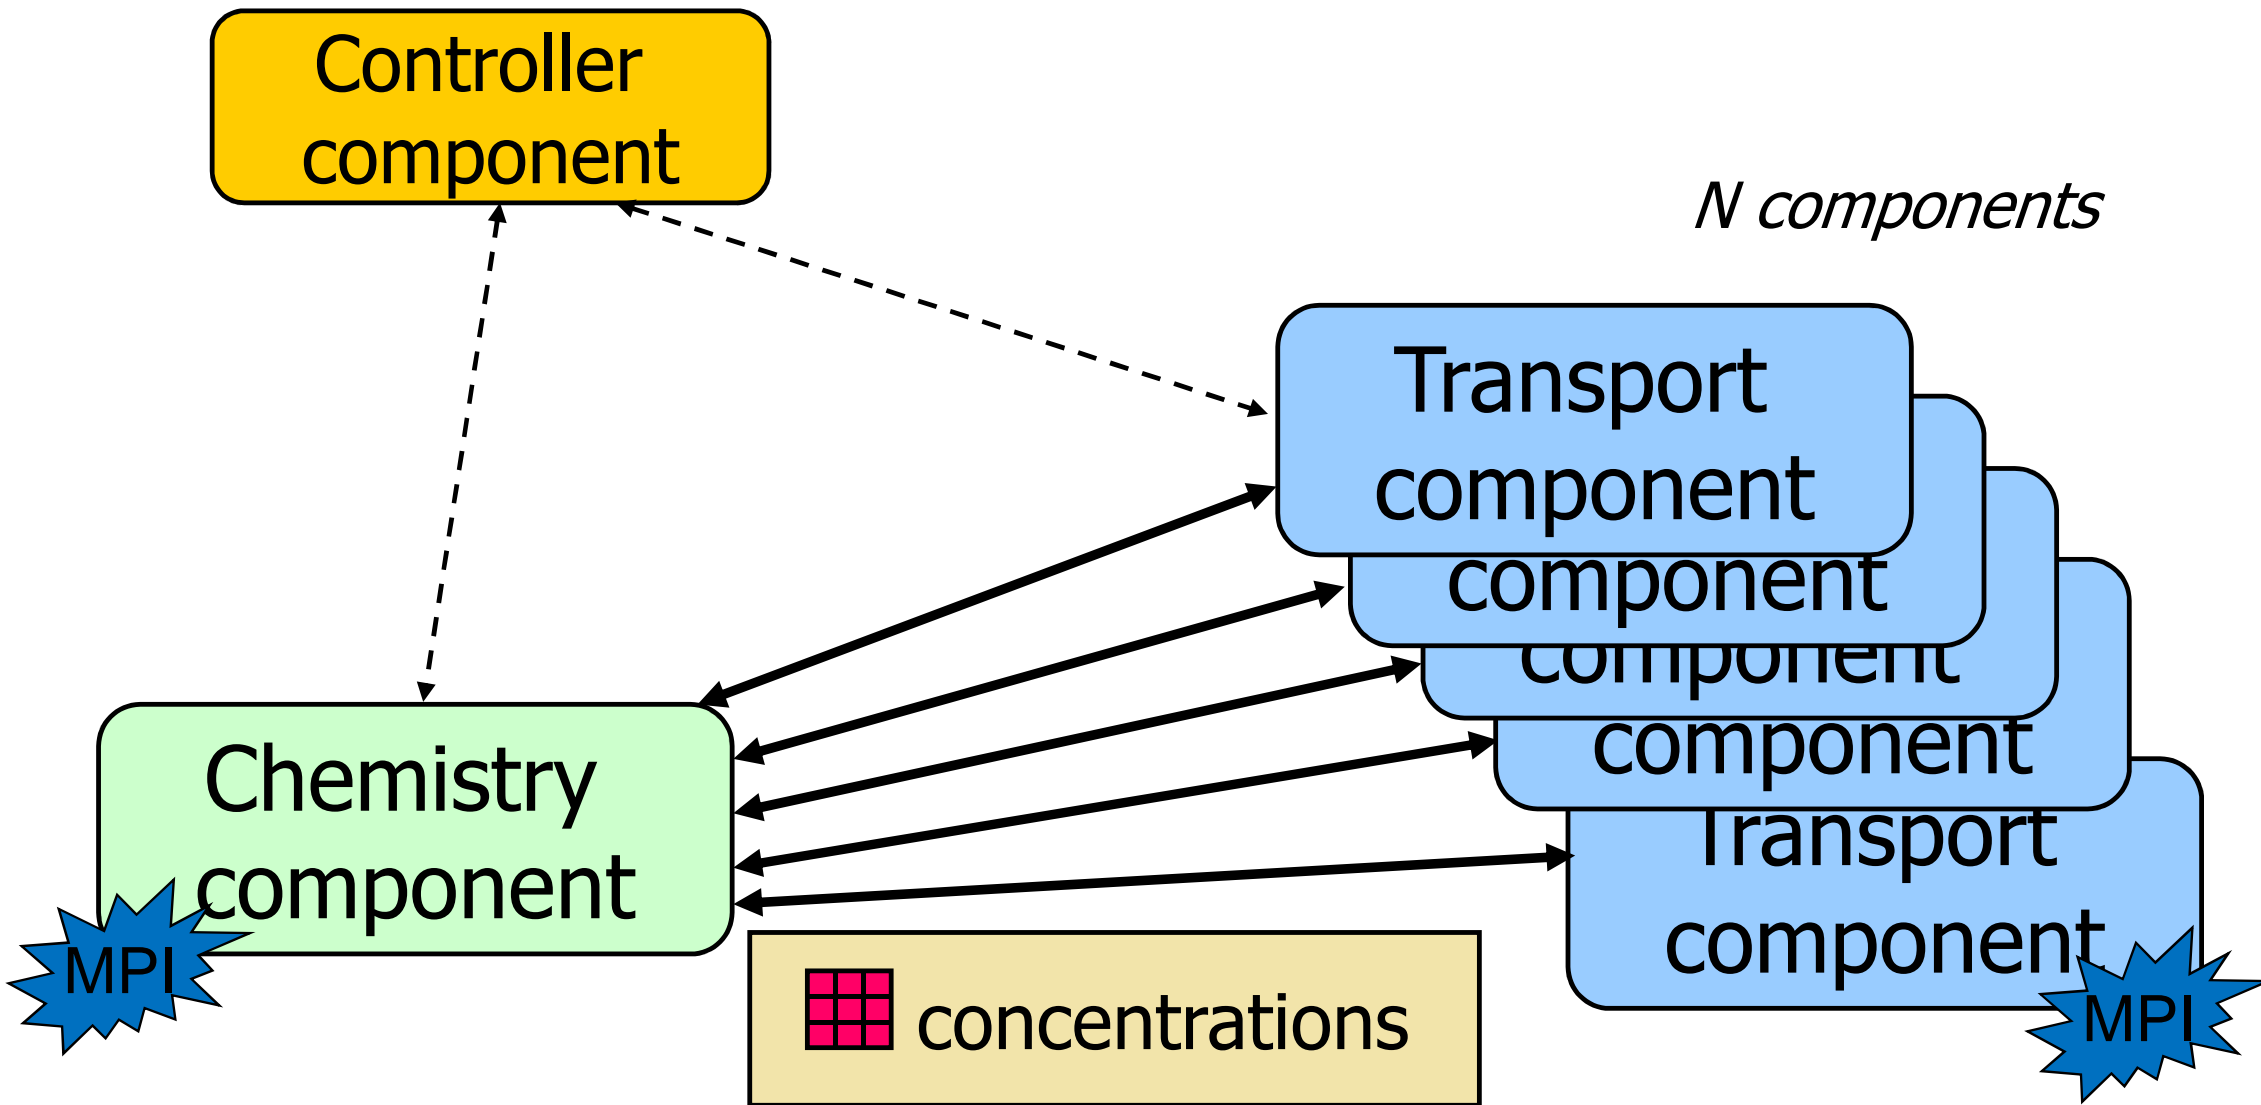 Controller
component
N components
Transport
component
component
component
component
Transport
component
Chemistry
component
MPI
MPI
concentrations